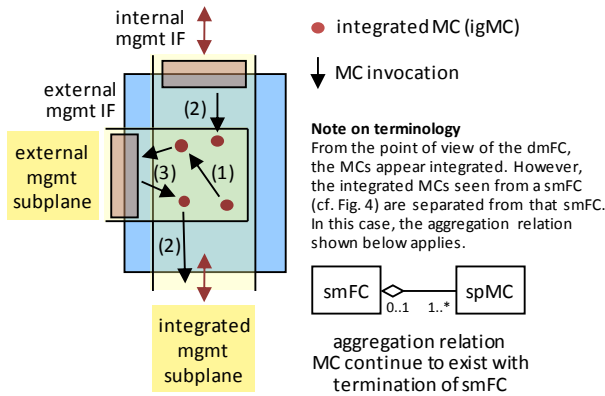 internal
mgmt IF
external
mgmt IF
(2)
external
mgmt
subplane
(1)
(3)
(2)
integrated
mgmt
subplane
integrated MC (igMC)
MC invocation
Note on terminology
From the point of view of the dmFC,
the MCs appear integrated. However,
the integrated MCs seen from a smFC
(cf. Fig. 4) are separated from that smFC.
In this case, the aggregation relation
shown below applies.
smFC
spMC
0..1
1..*
aggregation relation
MC continue to exist with
termination of smFC